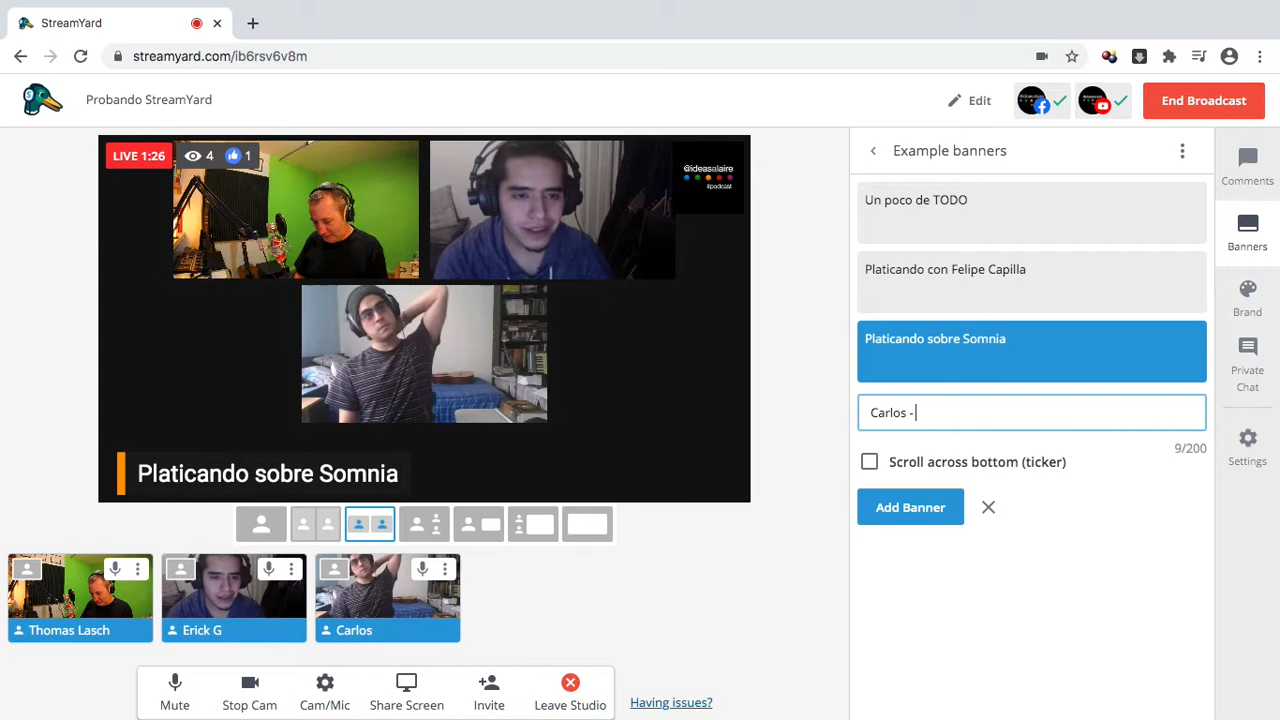 StreamYard
streamyard.com/ib6rsv6v8m
Probando StreamYard
Edit
End Broadcast
LIVE 1:26
4
1
@ideasalaire
#podcast
Platicando sobre Somnia
Thomas Lasch
Erick G
Carlos
Mute
Stop Cam
Cam/Mic
Share Screen
Invite
Leave Studio
Having issues?
Example banners
Un poco de TODO
Platicando con Felipe Capilla
Platicando sobre Somnia
Carlos -
9/200
Scroll across bottom (ticker)
Add Banner
Comments
Banners
Brand
Private
Chat
Settings